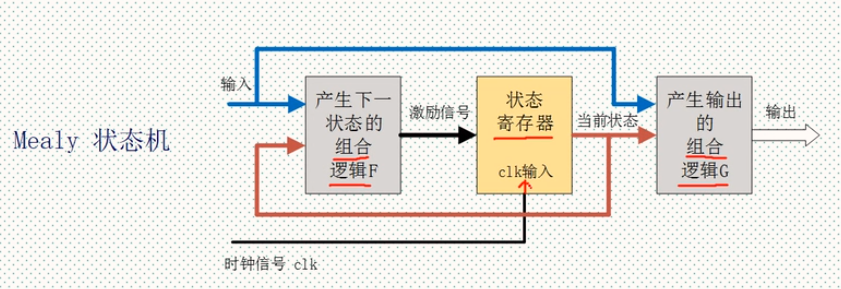 Mealy 状态机
输入
产生下一
状态的
组合
逻辑F
激励信号
状态
寄存器
clk输入
当前状态
产生输出
的
组合
逻辑G
输出
时钟信号 clk